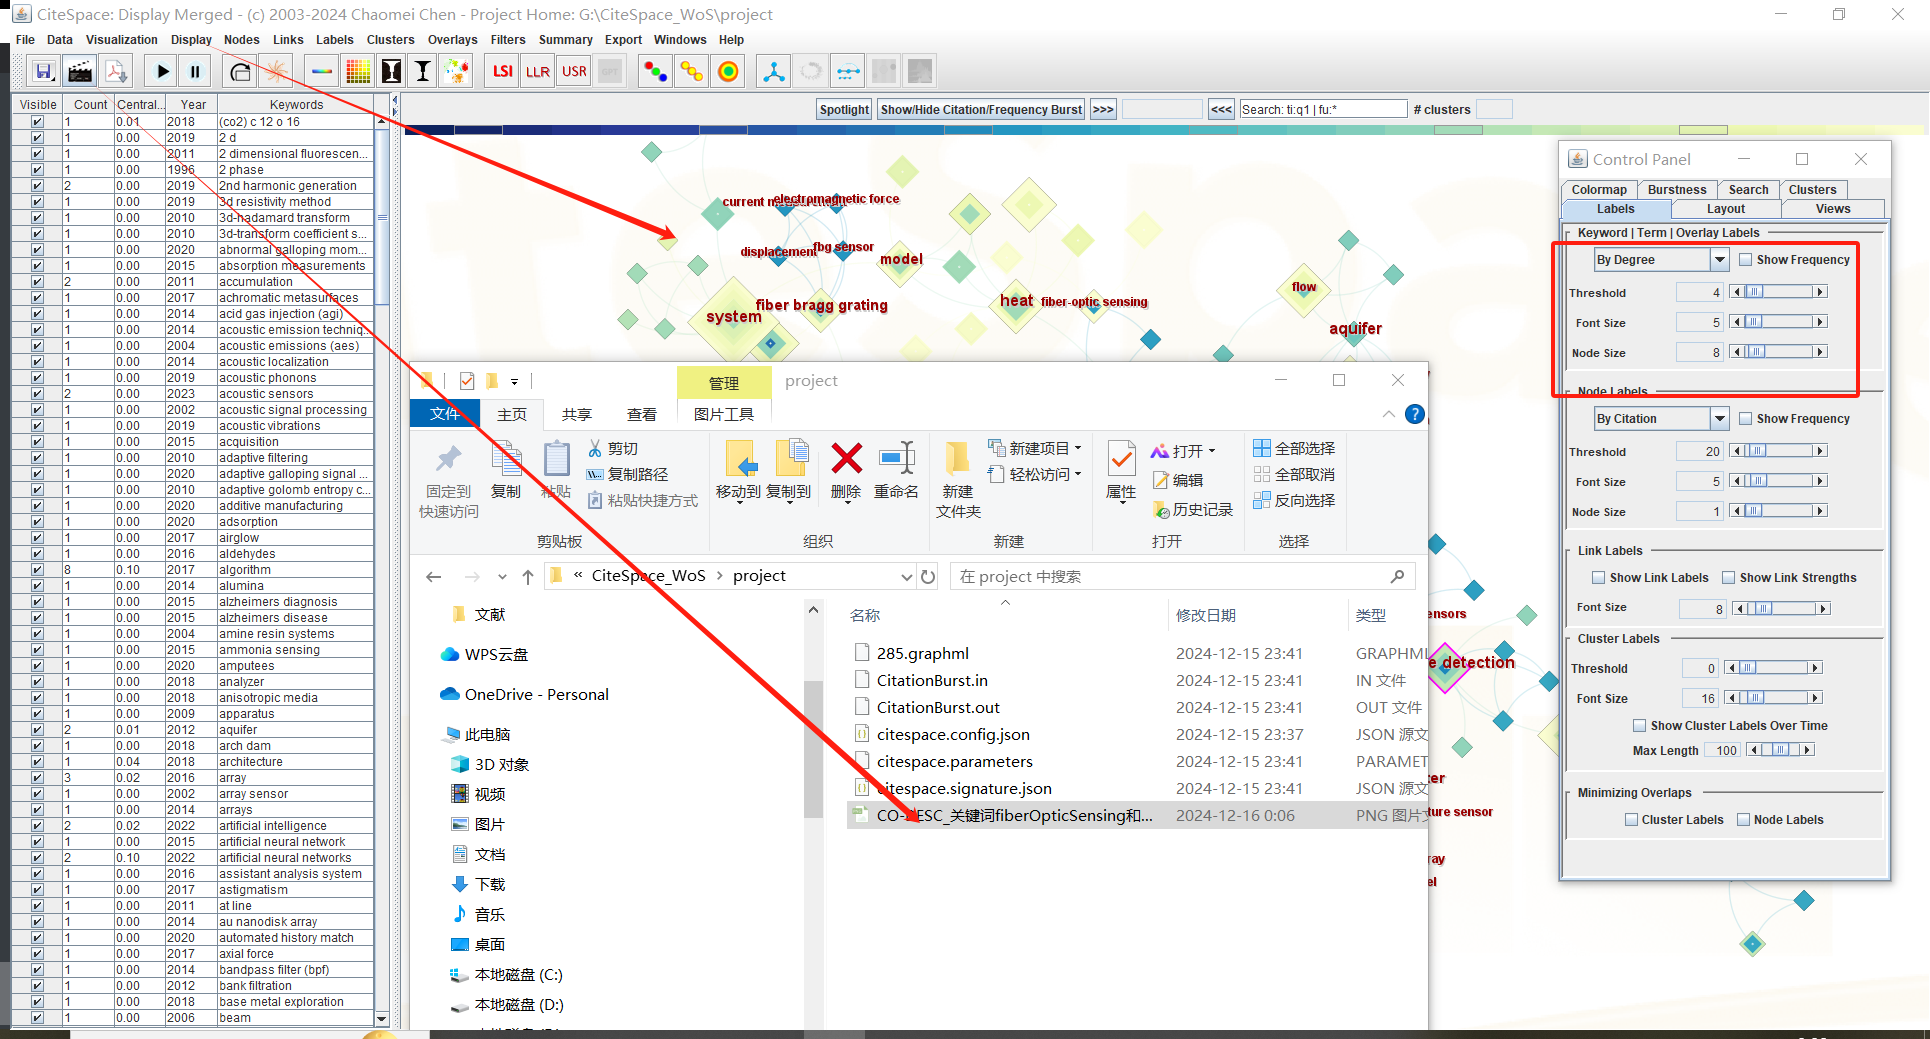 CiteSpace: Display Merged - (c) 2003-2024 Chaomei Chen - Project Home: G:\CiteSpace_WoS\project
File Data Visualization Display Nodes Links Labels Clusters Overlays Filters Summary Export Windows Help
LSI LLR USR
Spotlight Show/Hide Citation/Frequency Burst >>> <<< Search: ti:q1 | fu:* # clusters
Visible Count Central... Year Keywords
1 0.01 2018 (co2) c 12 o 16
1 0.00 2019 2 d
1 0.00 2011 2 dimensional fluorescen...
1 0.00 1996 2 phase
2 0.00 2019 2nd harmonic generation
1 0.00 2019 3d resistivity method
1 0.00 2010 3d-hadamard transform
1 0.00 2010 3d-transform coefficient s...
1 0.00 2020 abnormal galloping mom...
1 0.00 2015 absorption measurements
2 0.00 2011 accumulation
1 0.00 2017 achromatic metasurfaces
1 0.00 2014 acid gas injection (agi)
1 0.00 2014 acoustic emission techniq...
1 0.00 2004 acoustic emissions (aes)
1 0.00 2014 acoustic localization
1 0.00 2019 acoustic phonons
2 0.00 2023 acoustic sensors
1 0.00 2002 acoustic signal processing
1 0.00 2019 acoustic vibrations
1 0.00 2015 acquisition
1 0.00 2010 adaptive filtering
1 0.00 2020 adaptive galloping signal ...
1 0.00 2010 adaptive golomb entropy c...
1 0.00 2020 additive manufacturing
1 0.00 2020 adsorption
1 0.00 2017 airglow
1 0.00 2016 aldehydes
8 0.10 2017 algorithm
1 0.00 2014 alumina
1 0.00 2015 alzheimers diagnosis
1 0.00 2015 alzheimers disease
1 0.00 2004 amine resin systems
1 0.00 2015 ammonia sensing
1 0.00 2020 amputees
1 0.00 2018 analyzer
1 0.00 2018 anisotropic media
1 0.00 2009 apparatus
2 0.01 2012 aquifer
1 0.00 2018 arch dam
1 0.04 2018 architecture
3 0.02 2016 array
1 0.00 2002 array sensor
1 0.00 2014 arrays
2 0.02 2022 artificial intelligence
1 0.00 2015 artificial neural network
2 0.10 2022 artificial neural networks
1 0.00 2016 assistant analysis system
1 0.00 2017 astigmatism
1 0.00 2011 at line
1 0.00 2014 au nanodisk array
1 0.00 2020 automated history match
1 0.00 2017 axial force
1 0.00 2014 bandpass filter (bpf)
1 0.00 2012 bank filtration
1 0.00 2018 base metal exploration
1 0.00 2006 beam
electromagnetic force
displacement fbg sensor
model
fiber bragg grating
system
heat fiber-optic sensing
flow
aquifer
ensors
e detection
ter
ture sensor
ray
el
管理 project
文件 主页 共享 查看 图片工具
固定到
快速访问
复制
粘贴
剪切
复制路径
粘贴快捷方式
剪贴板
移动到 复制到 删除 重命名
组织
新建
文件夹
新建项目
轻松访问
新建
属性
打开
编辑
历史记录
打开
全部选择
全部取消
反向选择
选择
« CiteSpace_WoS › project
在 project 中搜索
文献
WPS云盘
OneDrive - Personal
此电脑
3D 对象
视频
图片
文档
下载
音乐
桌面
本地磁盘 (C:)
本地磁盘 (D:)
名称 修改日期 类型
285.graphml 2024-12-15 23:41 GRAPHML
CitationBurst.in 2024-12-15 23:41 IN 文件
CitationBurst.out 2024-12-15 23:41 OUT 文件
citespace.config.json 2024-12-15 23:37 JSON 源文
citespace.parameters 2024-12-15 23:41 PARAMET
citespace.signature.json 2024-12-15 23:41 JSON 源文
ESC_关键词fiberOpticSensing和... 2024-12-16 0:06 PNG 图片文
Control Panel
Colormap Burstness Search Clusters
Labels Layout Views
Keyword | Term | Overlay Labels
By Degree Show Frequency
Threshold 4
Font Size 5
Node Size 8
Node Labels
By Citation Show Frequency
Threshold 20
Font Size 5
Node Size 1
Link Labels
Show Link Labels Show Link Strengths
Font Size 8
Cluster Labels
Threshold 0
Font Size 16
Show Cluster Labels Over Time
Max Length 100
Minimizing Overlaps
Cluster Labels Node Labels